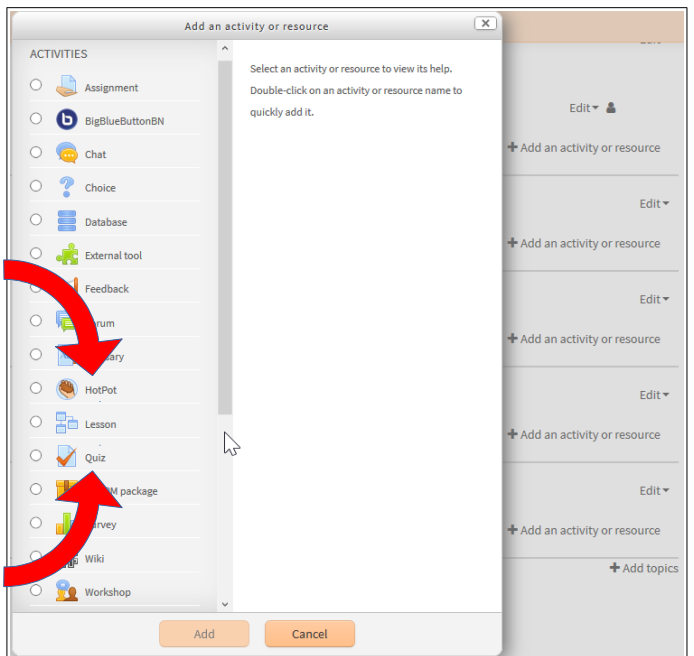 Add an activity or resource
ACTIVITIES
Assignment
BigBlueButtonBN
Chat
Choice
Database
External tool
Feedback
HotPot
Lesson
Quiz
package
Wiki
Workshop
Select an activity or resource to view its help.
Double-click on an activity or resource name to
quickly add it.
Add
Cancel
Edit
Add an activity or resource
Edit
Add an activity or resource
Edit
Add an activity or resource
Edit
Add an activity or resource
Edit
Add an activity or resource
Add topics